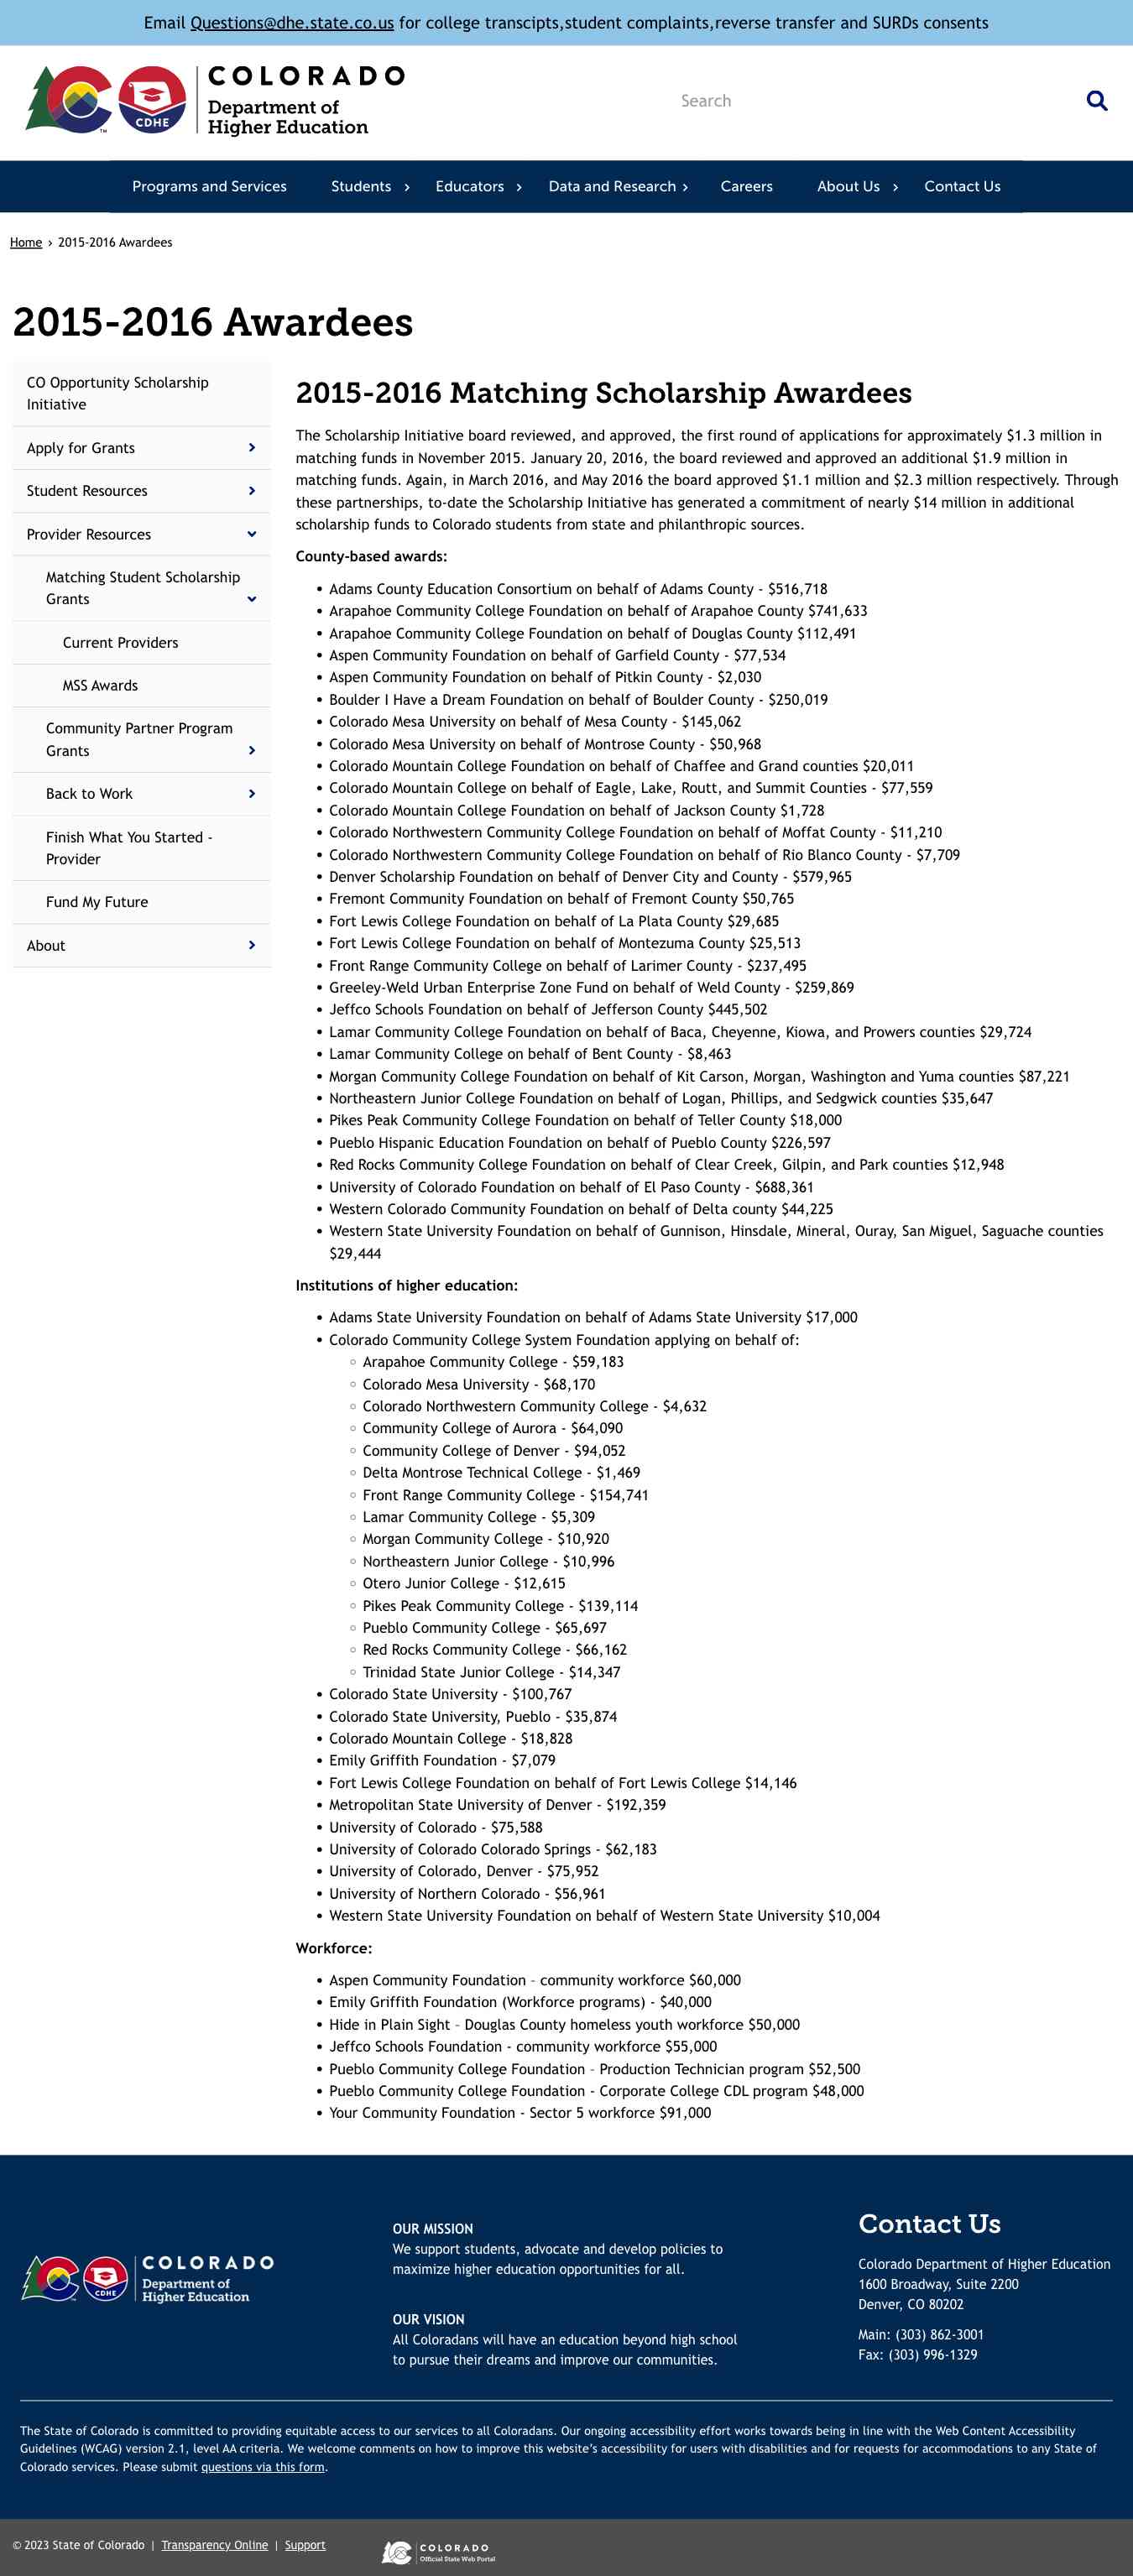 Email Questions@dhe.state.co.us for college transcipts,student complaints,reverse transfer and SURDs consents
CDHE
TM
COLORADO
Department of
Higher Education
Search
Programs and Services
Students
Educators
Data and Research
Careers
About Us
Contact Us
Home › 2015-2016 Awardees
2015-2016 Awardees
CO Opportunity Scholarship
Initiative
Apply for Grants
Student Resources
Provider Resources
Matching Student Scholarship
Grants
Current Providers
MSS Awards
Community Partner Program
Grants
Back to Work
Finish What You Started -
Provider
Fund My Future
About
2015-2016 Matching Scholarship Awardees
The Scholarship Initiative board reviewed, and approved, the first round of applications for approximately $1.3 million in
matching funds in November 2015. January 20, 2016, the board reviewed and approved an additional $1.9 million in
matching funds. Again, in March 2016, and May 2016 the board approved $1.1 million and $2.3 million respectively. Through
these partnerships, to-date the Scholarship Initiative has generated a commitment of nearly $14 million in additional
scholarship funds to Colorado students from state and philanthropic sources.
County-based awards:
Adams County Education Consortium on behalf of Adams County - $516,718
Arapahoe Community College Foundation on behalf of Arapahoe County $741,633
Arapahoe Community College Foundation on behalf of Douglas County $112,491
Aspen Community Foundation on behalf of Garfield County - $77,534
Aspen Community Foundation on behalf of Pitkin County - $2,030
Boulder I Have a Dream Foundation on behalf of Boulder County - $250,019
Colorado Mesa University on behalf of Mesa County - $145,062
Colorado Mesa University on behalf of Montrose County - $50,968
Colorado Mountain College Foundation on behalf of Chaffee and Grand counties $20,011
Colorado Mountain College on behalf of Eagle, Lake, Routt, and Summit Counties - $77,559
Colorado Mountain College Foundation on behalf of Jackson County $1,728
Colorado Northwestern Community College Foundation on behalf of Moffat County - $11,210
Colorado Northwestern Community College Foundation on behalf of Rio Blanco County - $7,709
Denver Scholarship Foundation on behalf of Denver City and County - $579,965
Fremont Community Foundation on behalf of Fremont County $50,765
Fort Lewis College Foundation on behalf of La Plata County $29,685
Fort Lewis College Foundation on behalf of Montezuma County $25,513
Front Range Community College on behalf of Larimer County - $237,495
Greeley-Weld Urban Enterprise Zone Fund on behalf of Weld County - $259,869
Jeffco Schools Foundation on behalf of Jefferson County $445,502
Lamar Community College Foundation on behalf of Baca, Cheyenne, Kiowa, and Prowers counties $29,724
Lamar Community College on behalf of Bent County - $8,463
Morgan Community College Foundation on behalf of Kit Carson, Morgan, Washington and Yuma counties $87,221
Northeastern Junior College Foundation on behalf of Logan, Phillips, and Sedgwick counties $35,647
Pikes Peak Community College Foundation on behalf of Teller County $18,000
Pueblo Hispanic Education Foundation on behalf of Pueblo County $226,597
Red Rocks Community College Foundation on behalf of Clear Creek, Gilpin, and Park counties $12,948
University of Colorado Foundation on behalf of El Paso County - $688,361
Western Colorado Community Foundation on behalf of Delta county $44,225
Western State University Foundation on behalf of Gunnison, Hinsdale, Mineral, Ouray, San Miguel, Saguache counties
$29,444
Institutions of higher education:
Adams State University Foundation on behalf of Adams State University $17,000
Colorado Community College System Foundation applying on behalf of:
Arapahoe Community College - $59,183
Colorado Mesa University - $68,170
Colorado Northwestern Community College - $4,632
Community College of Aurora - $64,090
Community College of Denver - $94,052
Delta Montrose Technical College - $1,469
Front Range Community College - $154,741
Lamar Community College - $5,309
Morgan Community College - $10,920
Northeastern Junior College - $10,996
Otero Junior College - $12,615
Pikes Peak Community College - $139,114
Pueblo Community College - $65,697
Red Rocks Community College - $66,162
Trinidad State Junior College - $14,347
Colorado State University - $100,767
Colorado State University, Pueblo - $35,874
Colorado Mountain College - $18,828
Emily Griffith Foundation - $7,079
Fort Lewis College Foundation on behalf of Fort Lewis College $14,146
Metropolitan State University of Denver - $192,359
University of Colorado - $75,588
University of Colorado Colorado Springs - $62,183
University of Colorado, Denver - $75,952
University of Northern Colorado - $56,961
Western State University Foundation on behalf of Western State University $10,004
Workforce:
Aspen Community Foundation – community workforce $60,000
Emily Griffith Foundation (Workforce programs) - $40,000
Hide in Plain Sight – Douglas County homeless youth workforce $50,000
Jeffco Schools Foundation - community workforce $55,000
Pueblo Community College Foundation – Production Technician program $52,500
Pueblo Community College Foundation - Corporate College CDL program $48,000
Your Community Foundation - Sector 5 workforce $91,000
CDHE
COLORADO
Department of
Higher Education
OUR MISSION
We support students, advocate and develop policies to
maximize higher education opportunities for all.
OUR VISION
All Coloradans will have an education beyond high school
to pursue their dreams and improve our communities.
Contact Us
Colorado Department of Higher Education
1600 Broadway, Suite 2200
Denver, CO 80202
Main: (303) 862-3001
Fax: (303) 996-1329
The State of Colorado is committed to providing equitable access to our services to all Coloradans. Our ongoing accessibility effort works towards being in line with the Web Content Accessibility
Guidelines (WCAG) version 2.1, level AA criteria. We welcome comments on how to improve this website's accessibility for users with disabilities and for requests for accommodations to any State of
Colorado services. Please submit questions via this form.
© 2023 State of Colorado | Transparency Online | Support
COLORADO
Official State Web Portal